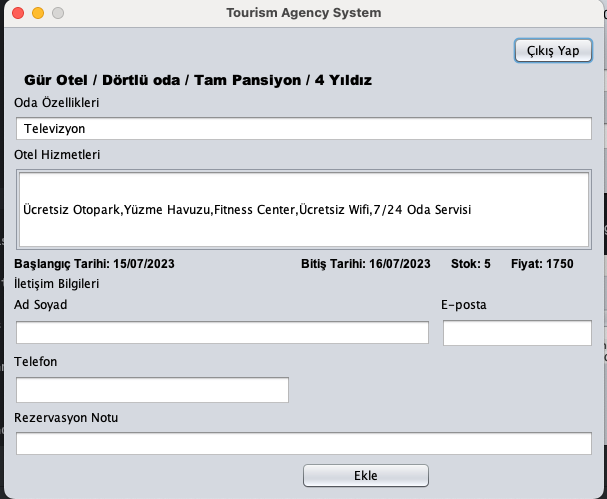 Tourism Agency System
Çıkış Yap
Gür Otel / Dörtlü oda / Tam Pansiyon / 4 Yıldız
Oda Özellikleri
Televizyon
Otel Hizmetleri
Ücretsiz Otopark,Yüzme Havuzu,Fitness Center,Ücretsiz Wifi,7/24 Oda Servisi
Başlangıç Tarihi: 15/07/2023 Bitiş Tarihi: 16/07/2023 Stok: 5 Fiyat: 1750
İletişim Bilgileri
Ad Soyad E-posta
Telefon
Rezervasyon Notu
Ekle